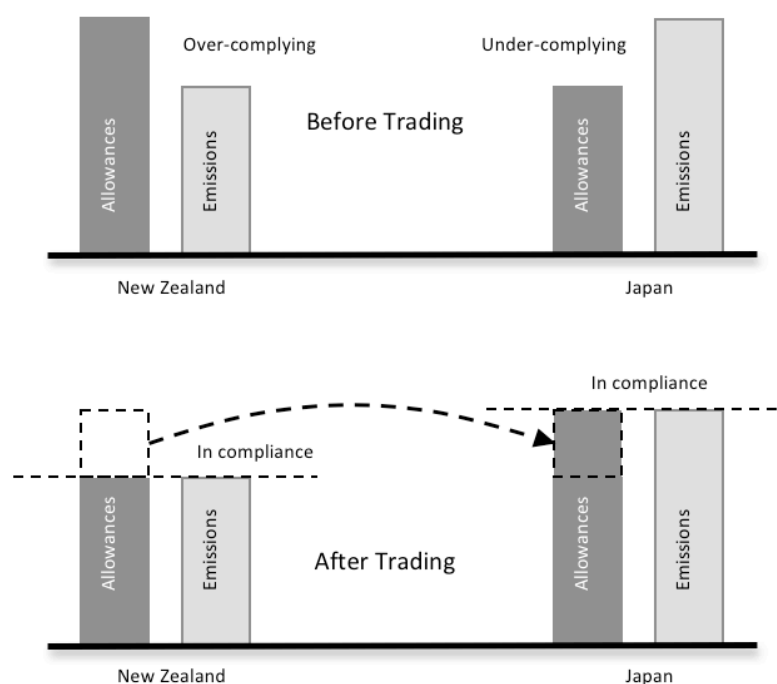 Over-complying
Under-complying
Allowances
Emissions
Before Trading
Allowances
Emissions
New Zealand
Japan
In compliance
In compliance
Allowances
Emissions
After Trading
Allowances
Emissions
New Zealand
Japan